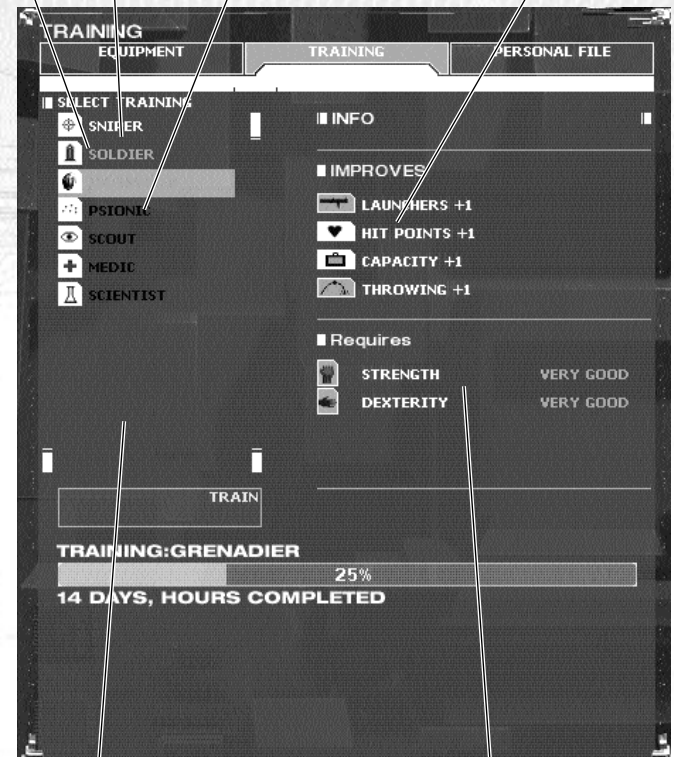 TRAINING
EQUIPMENT
TRAINING
PERSONAL FILE
SELECT TRAINING
SNIPER
SOLDIER
PSIONIC
SCOUT
MEDIC
SCIENTIST
TRAIN
INFO
IMPROVES
LAUNCHERS +1
HIT POINTS +1
CAPACITY +1
THROWING +1
Requires
STRENGTH VERY GOOD
DEXTERITY VERY GOOD
TRAINING:GRENADIER
25%
14 DAYS, HOURS COMPLETED